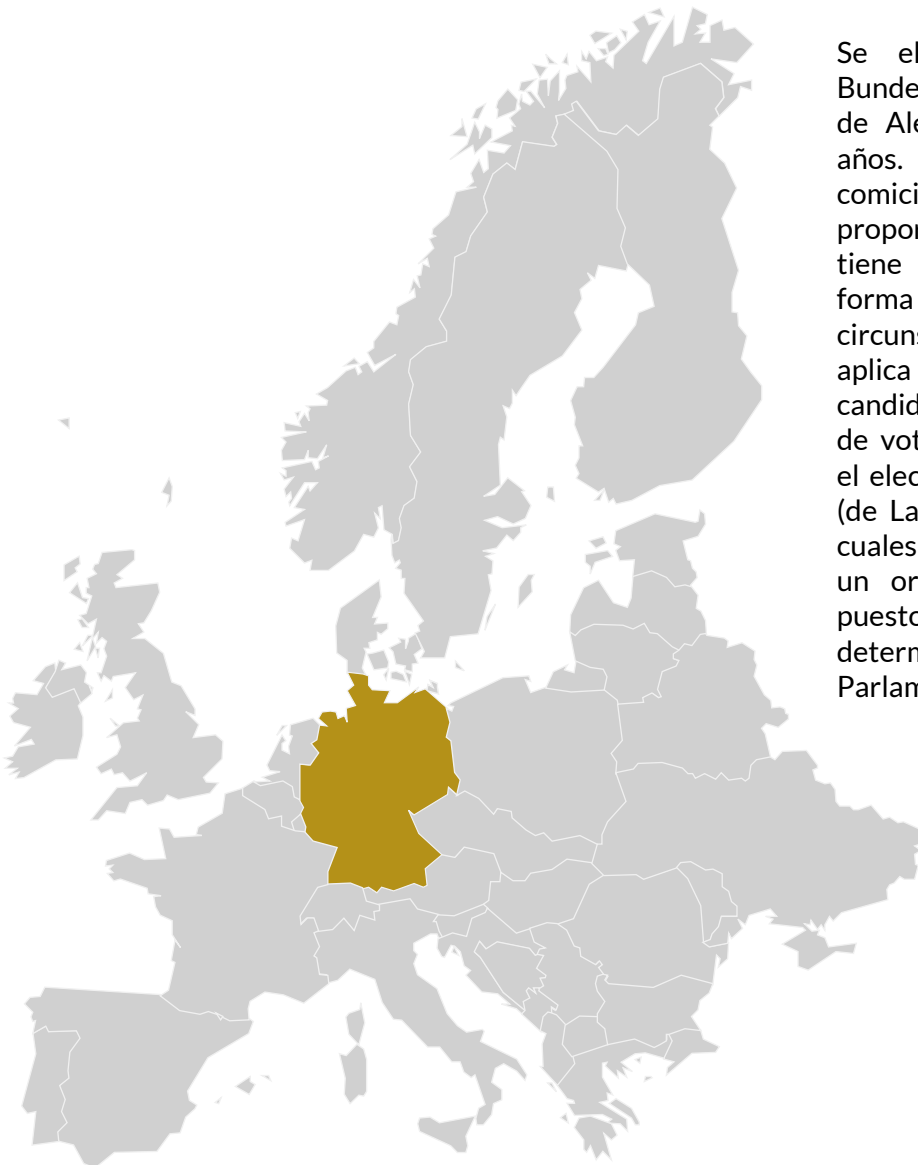 Se el
Bunde
de Ale
años.
comici
propor
tiene
forma
circuns
aplica
candid
de vot
el elec
(de La
cuales
un or
puesto
determ
Parlam